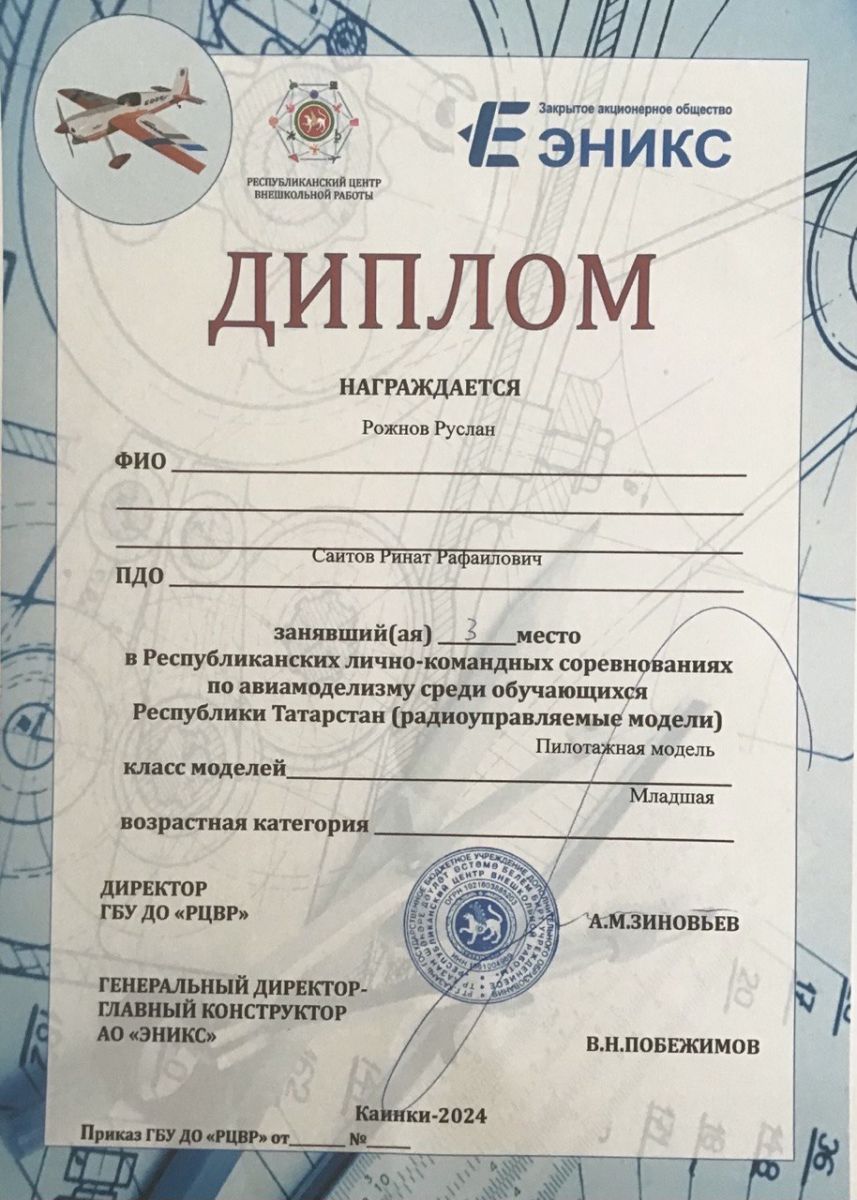 РЕСПУБЛИКАНСКИЙ ЦЕНТР
ВНЕШКОЛЬНОЙ РАБОТЫ
Закрытое акционерное общество
ЭНИКС
ДИПЛОМ
НАГРАЖДАЕТСЯ
Рожнов Руслан
ФИО
Саитов Ринат Рафаилович
ПДО
занявший(ая) 3 место
в Республиканских лично-командных соревнованиях
по авиамоделизму среди обучающихся
Республики Татарстан (радиоуправляемые модели)
Пилотажная модель
класс моделей
Младшая
возрастная категория
ДИРЕКТОР
ГБУ ДО «РЦВР»
А.М.ЗИНОВЬЕВ
ГЕНЕРАЛЬНЫЙ ДИРЕКТОР-
ГЛАВНЫЙ КОНСТРУКТОР
АО «ЭНИКС»
В.Н.ПОБЕЖИМОВ
Каинки-2024
Приказ ГБУ ДО «РЦВР» от______ №_____